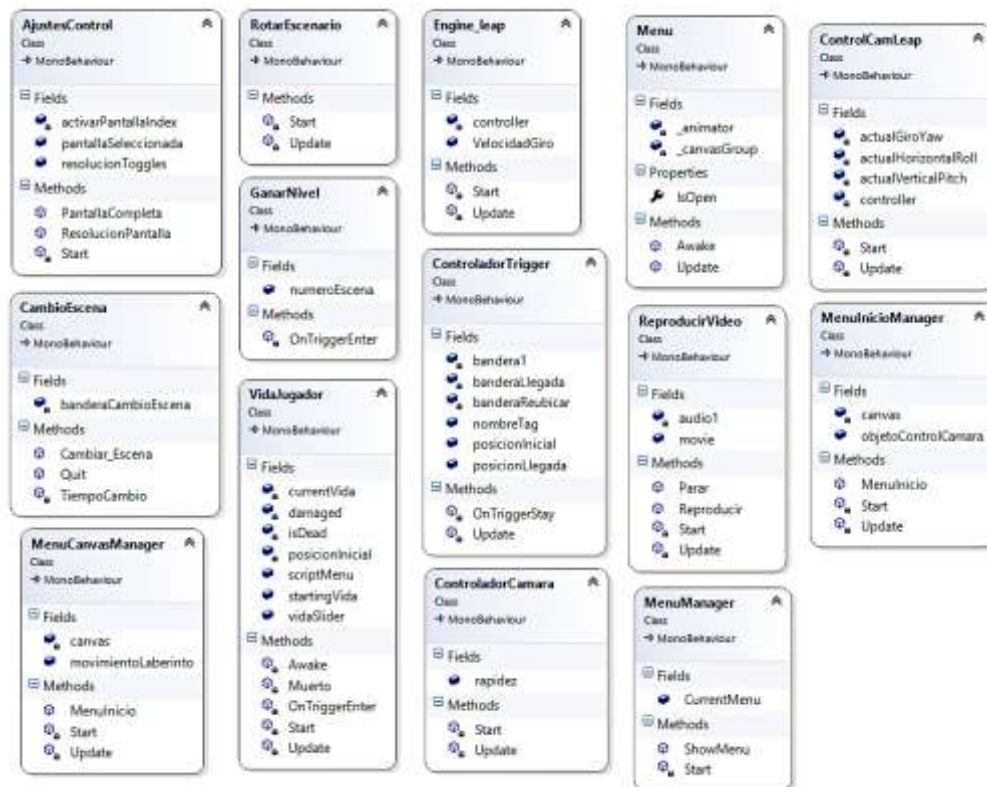 AjustesControl
Class
MonoBehaviour
Fields
activarPantallaIndex
pantallaSeleccionada
resolucionToggles
Methods
PantallaCompleta
ResolucionPantalla
Start
CambioEscena
Class
MonoBehaviour
Fields
banderaCambioEscena
Methods
Cambiar_Escena
Quit
TiempoCambio
MenuCanvasManager
Class
MonoBehaviour
Fields
canvas
movimientoLaberinto
Methods
MenuInicio
Start
Update
RotarEscenario
Class
MonoBehaviour
Methods
Start
Update
GanarNivel
Class
MonoBehaviour
Fields
numeroEscena
Methods
OnTriggerEnter
VidaJugador
Class
MonoBehaviour
Fields
currentVida
damaged
isDead
posicionInicial
scriptMenu
startingVida
vidaSlider
Methods
Awake
Muerto
OnTriggerEnter
Start
Update
Engine_leap
Class
MonoBehaviour
Fields
controller
VelocidadGiro
Methods
Start
Update
ControladorTrigger
Class
MonoBehaviour
Fields
bandera1
banderaLlegada
banderaReubicar
nombreTag
posicionInicial
posicionLlegada
Methods
OnTriggerStay
Update
ControladorCamara
Class
MonoBehaviour
Fields
rapidez
Methods
Start
Update
Menu
Class
MonoBehaviour
Fields
_animator
_canvasGroup
Properties
IsOpen
Methods
Awake
Update
ReproducirVideo
Class
MonoBehaviour
Fields
audio1
movie
Methods
Parar
Reproducir
Start
Update
MenuManager
Class
MonoBehaviour
Fields
CurrentMenu
Methods
ShowMenu
Start
ControlCamLeap
Class
MonoBehaviour
Fields
actualGiroYaw
actualHorizontalRoll
actualVerticalPitch
controller
Methods
Start
Update
MenuInicioManager
Class
MonoBehaviour
Fields
canvas
objetoControlCamara
Methods
MenuInicio
Start
Update